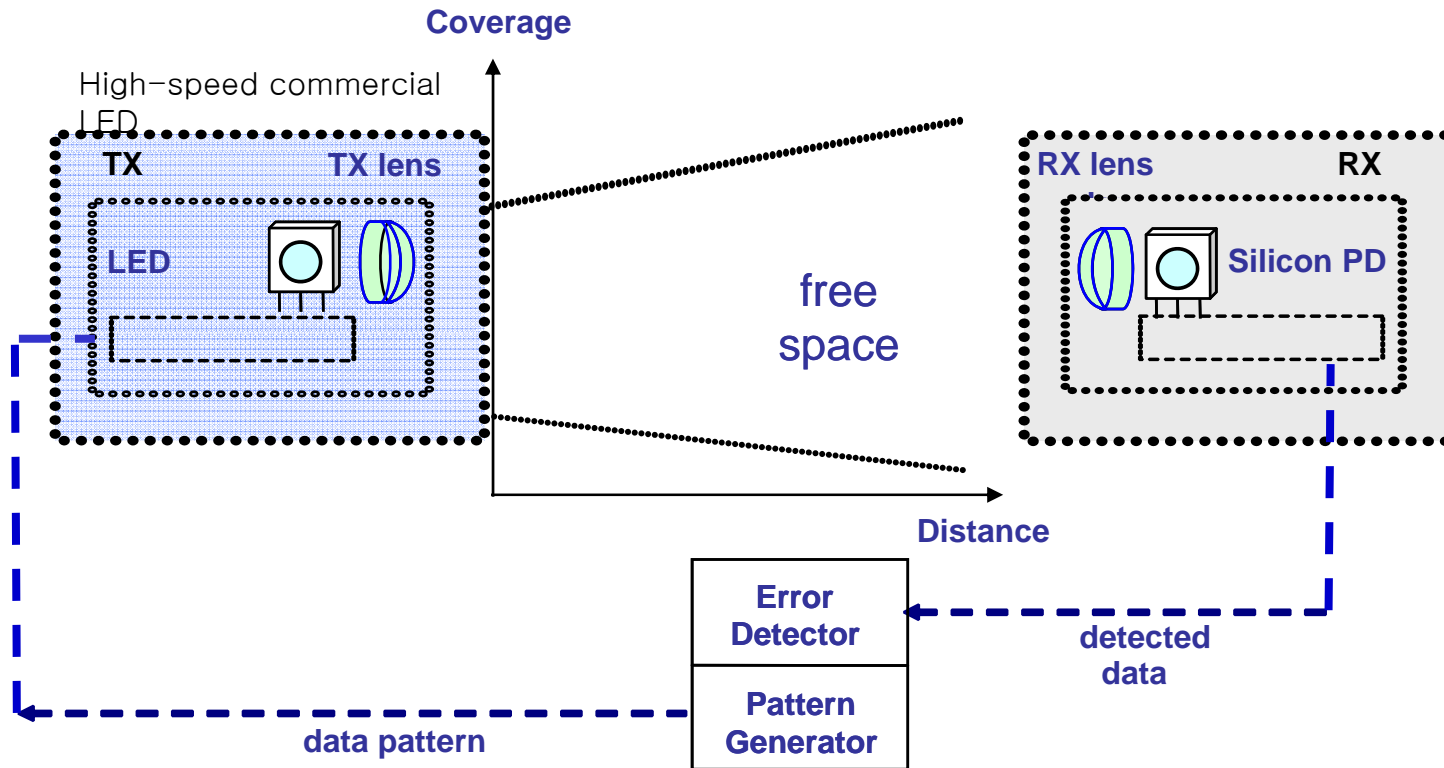 Coverage
High-speed commercial
LED
TX
TX lens
LED
free
space
RX lens
RX
Silicon PD
Distance
Error
Detector
detected
data
Pattern
Generator
data pattern